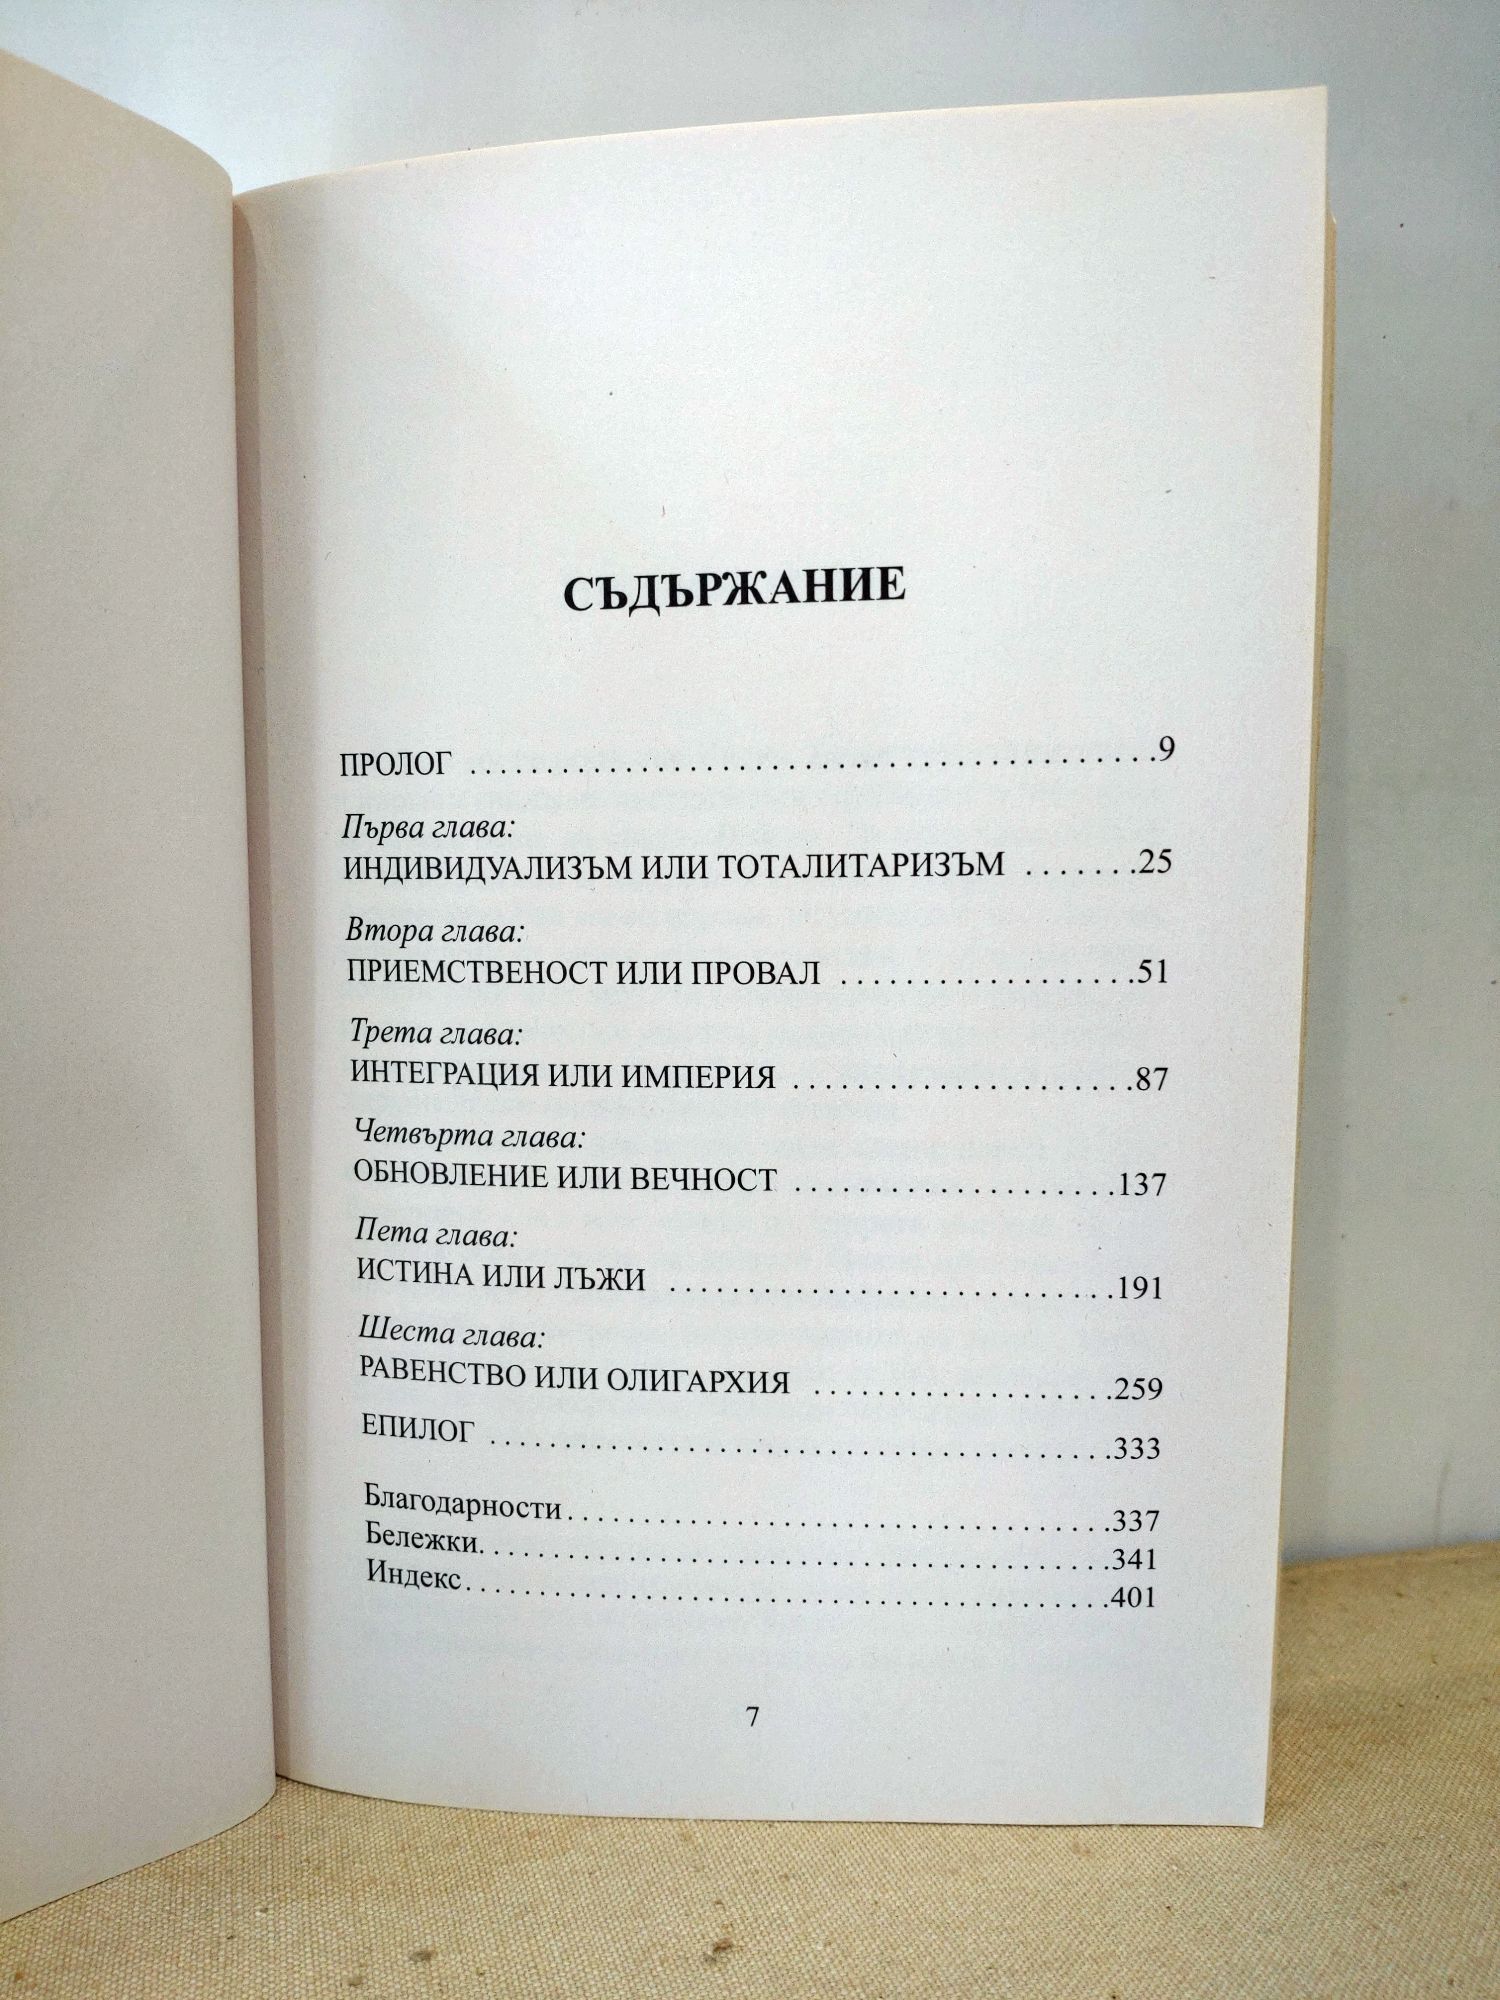 СЪДЪРЖАНИЕ
ПРОЛОГ ..............................................9
Първа глава:
ИНДИВИДУАЛИЗЪМ ИЛИ ТОТАЛИТАРИЗЪМ .......25
Втора глава:
ПРИЕМСТВЕНОСТ ИЛИ ПРОВАЛ ...................51
Трета глава:
ИНТЕГРАЦИЯ ИЛИ ИМПЕРИЯ ......................87
Четвърта глава:
ОБНОВЛЕНИЕ ИЛИ ВЕЧНОСТ .....................137
Пета глава:
ИСТИНА ИЛИ ЛЪЖИ .............................191
Шеста глава:
РАВЕНСТВО ИЛИ ОЛИГАРХИЯ ....................259
ЕПИЛОГ ..........................................333
Благодарности.....................................337
Бележки..........................................341
Индекс............................................401
7